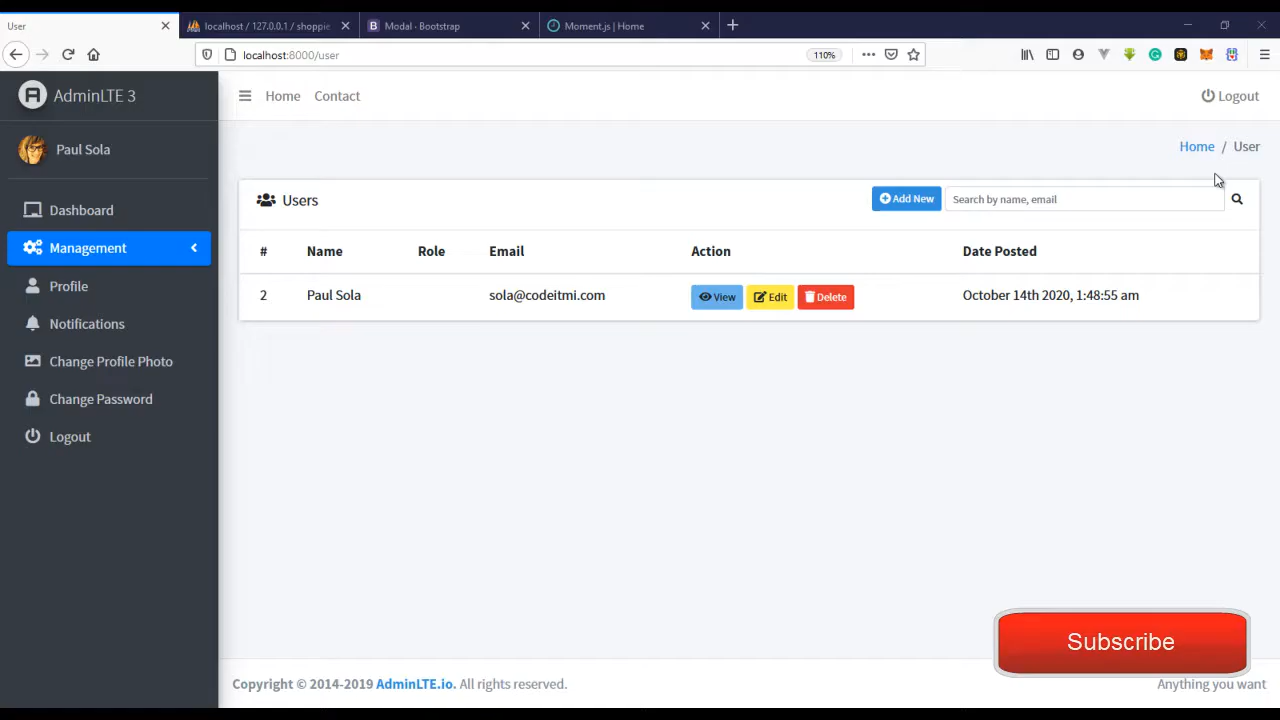 User
localhost / 127.0.0.1 / shoppie
Modal · Bootstrap
Moment.js | Home
localhost:8000/user
110%
AdminLTE 3
Home
Contact
Logout
Paul Sola
Home / User
Dashboard
Management
Profile
Notifications
Change Profile Photo
Change Password
Logout
Users
Add New
Search by name, email
# Name Role Email Action Date Posted
2 Paul Sola sola@codeitmi.com View Edit Delete October 14th 2020, 1:48:55 am
Subscribe
Copyright © 2014-2019 AdminLTE.io. All rights reserved.
Anything you want